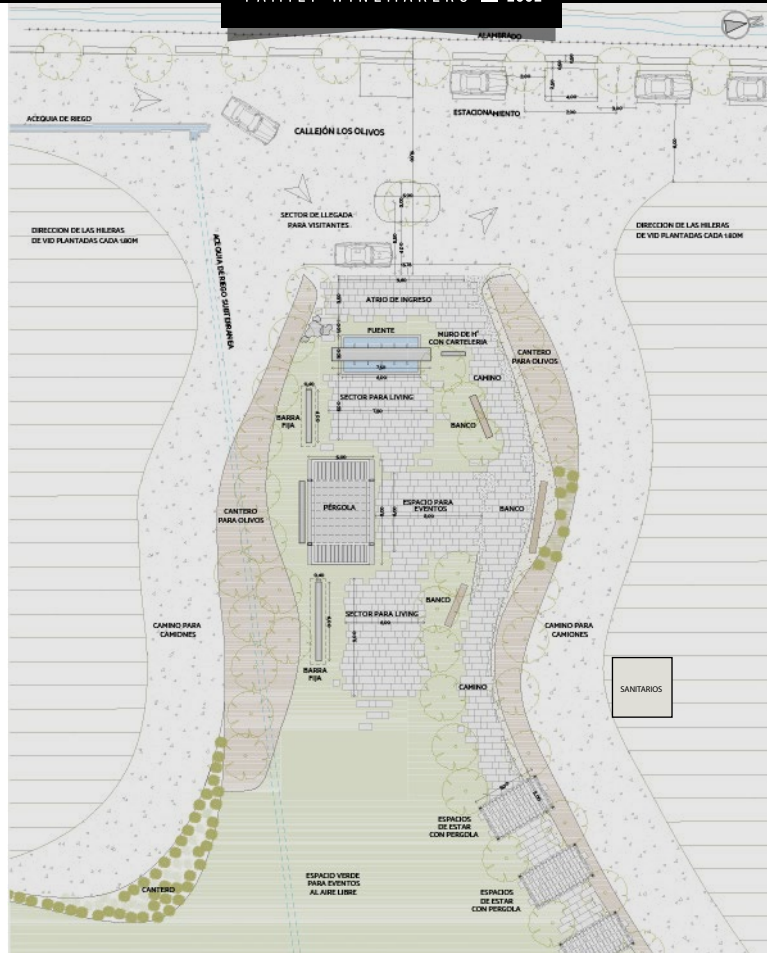 ALAMBRADO
ESTACIONAMIENTO
ACEQUIA DE RIEGO
CALLEJÓN LOS OLIVOS
SECTOR DE LLEGADA
PARA VISITANTES
DIRECCION DE LAS HILERAS
DE VID PLANTADAS CADA 1.80M
DIRECCION DE LAS HILERAS
DE VID PLANTADAS CADA 1.80M
ACEQUIA DE RIEGO SUBTERRANEA
ATRIO DE INGRESO
FUENTE
MURO DE Hº
CON CARTELERIA
CANTERO
PARA OLIVOS
CAMINO
SECTOR PARA LIVING
7,50
BARRA
FIJA
BANCO
PÉRGOLA
ESPACIO PARA
EVENTOS
BANCO
CANTERO
PARA OLIVOS
BANCO
SECTOR PARA LIVING
CAMINO PARA
CAMIONES
CAMINO PARA
CAMIONES
BARRA
FIJA
CAMINO
SANITARIOS
ESPACIOS
DE ESTAR
CON PERGOLA
ESPACIO VERDE
PARA EVENTOS
AL AIRE LIBRE
CANTERO
ESPACIOS
DE ESTAR
CON PERGOLA